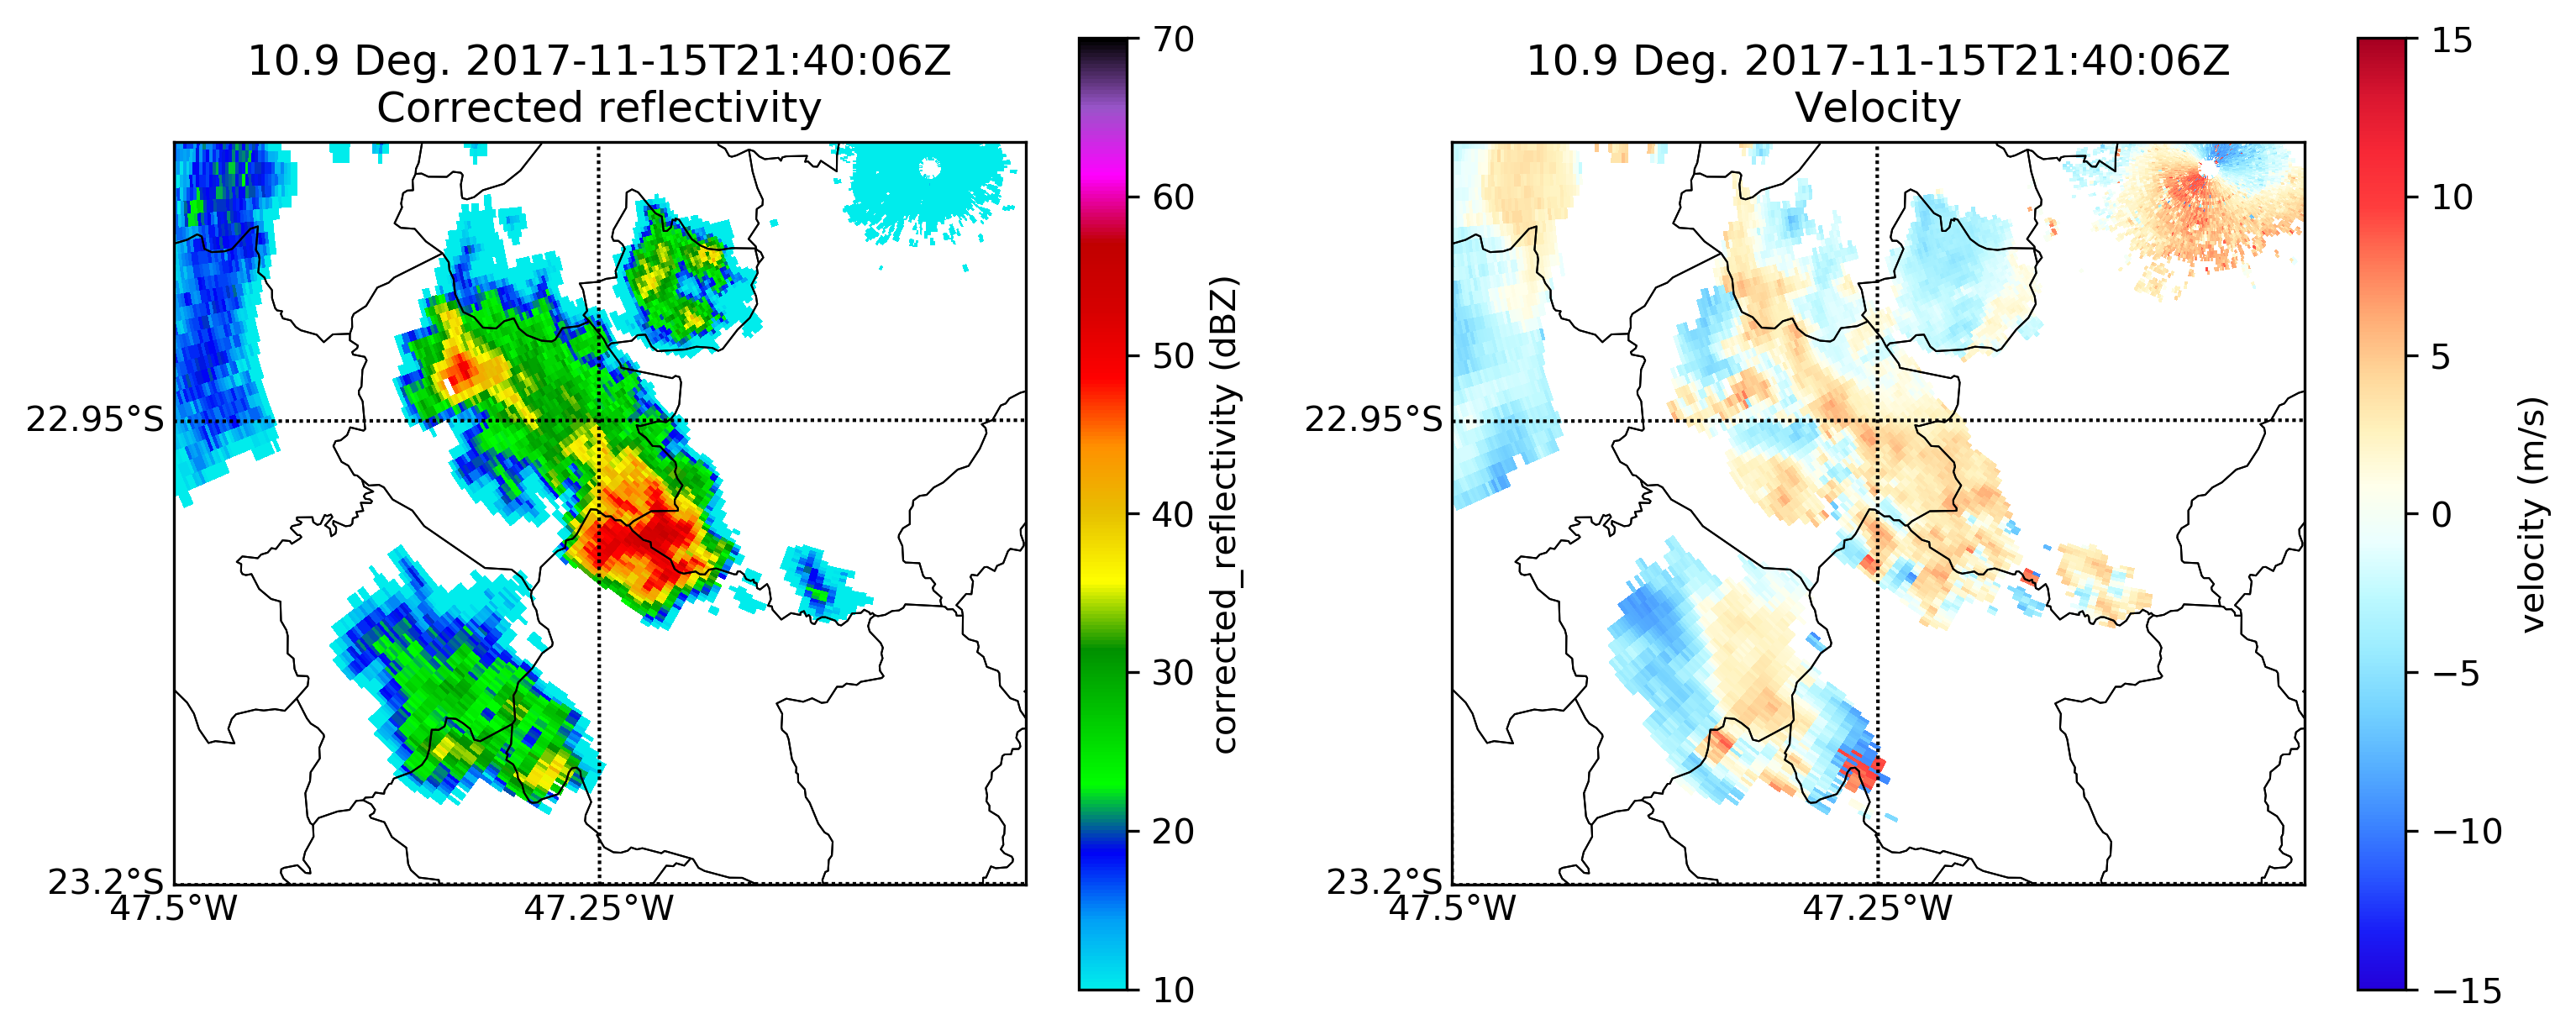 10.9 Deg. 2017-11-15T21:40:06Z
Corrected reflectivity
22.95°S
23.2°S
47.5°W
47.25°W
70
60
50
40
30
20
10
corrected_reflectivity (dBZ)
10.9 Deg. 2017-11-15T21:40:06Z
Velocity
22.95°S
23.2°S
47.5°W
47.25°W
15
10
5
0
−5
−10
−15
velocity (m/s)